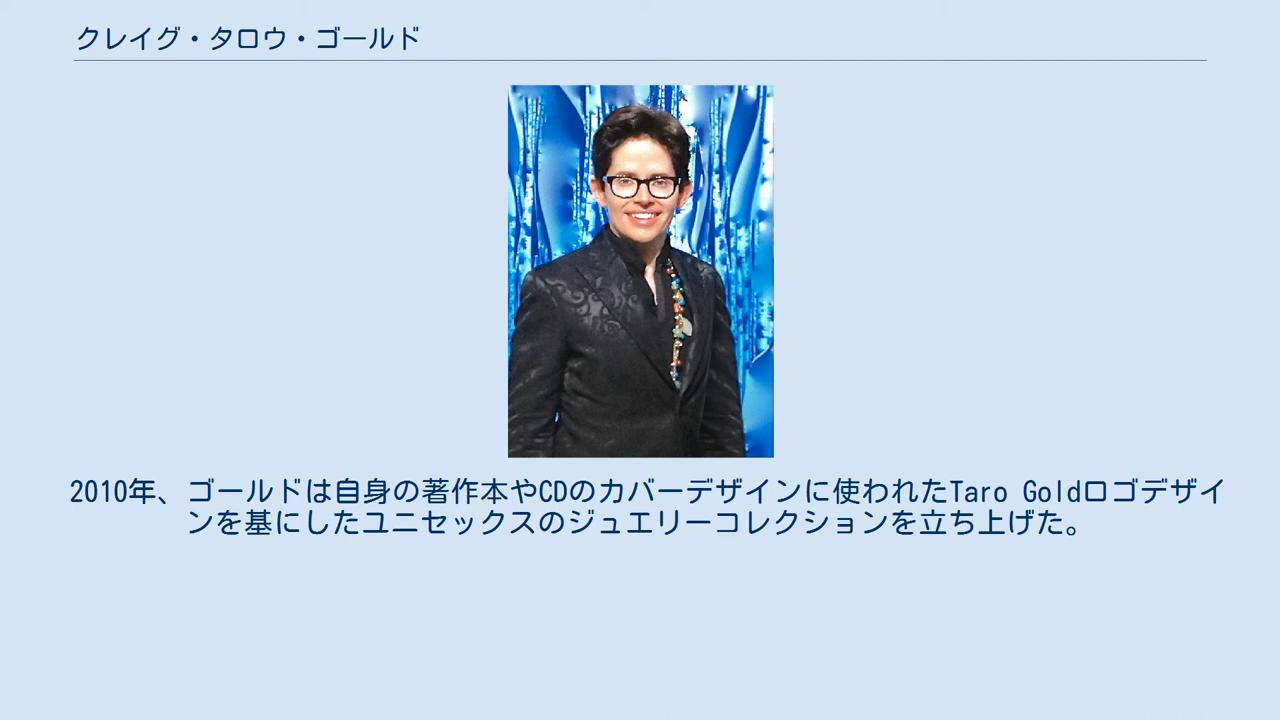 クレイグ・タロウ・ゴールド
2010年、ゴールドは自身の著作本やCDのカバーデザインに使われたTaro Goldロゴデザイ
ンを基にしたユニセックスのジュエリーコレクションを立ち上げた。